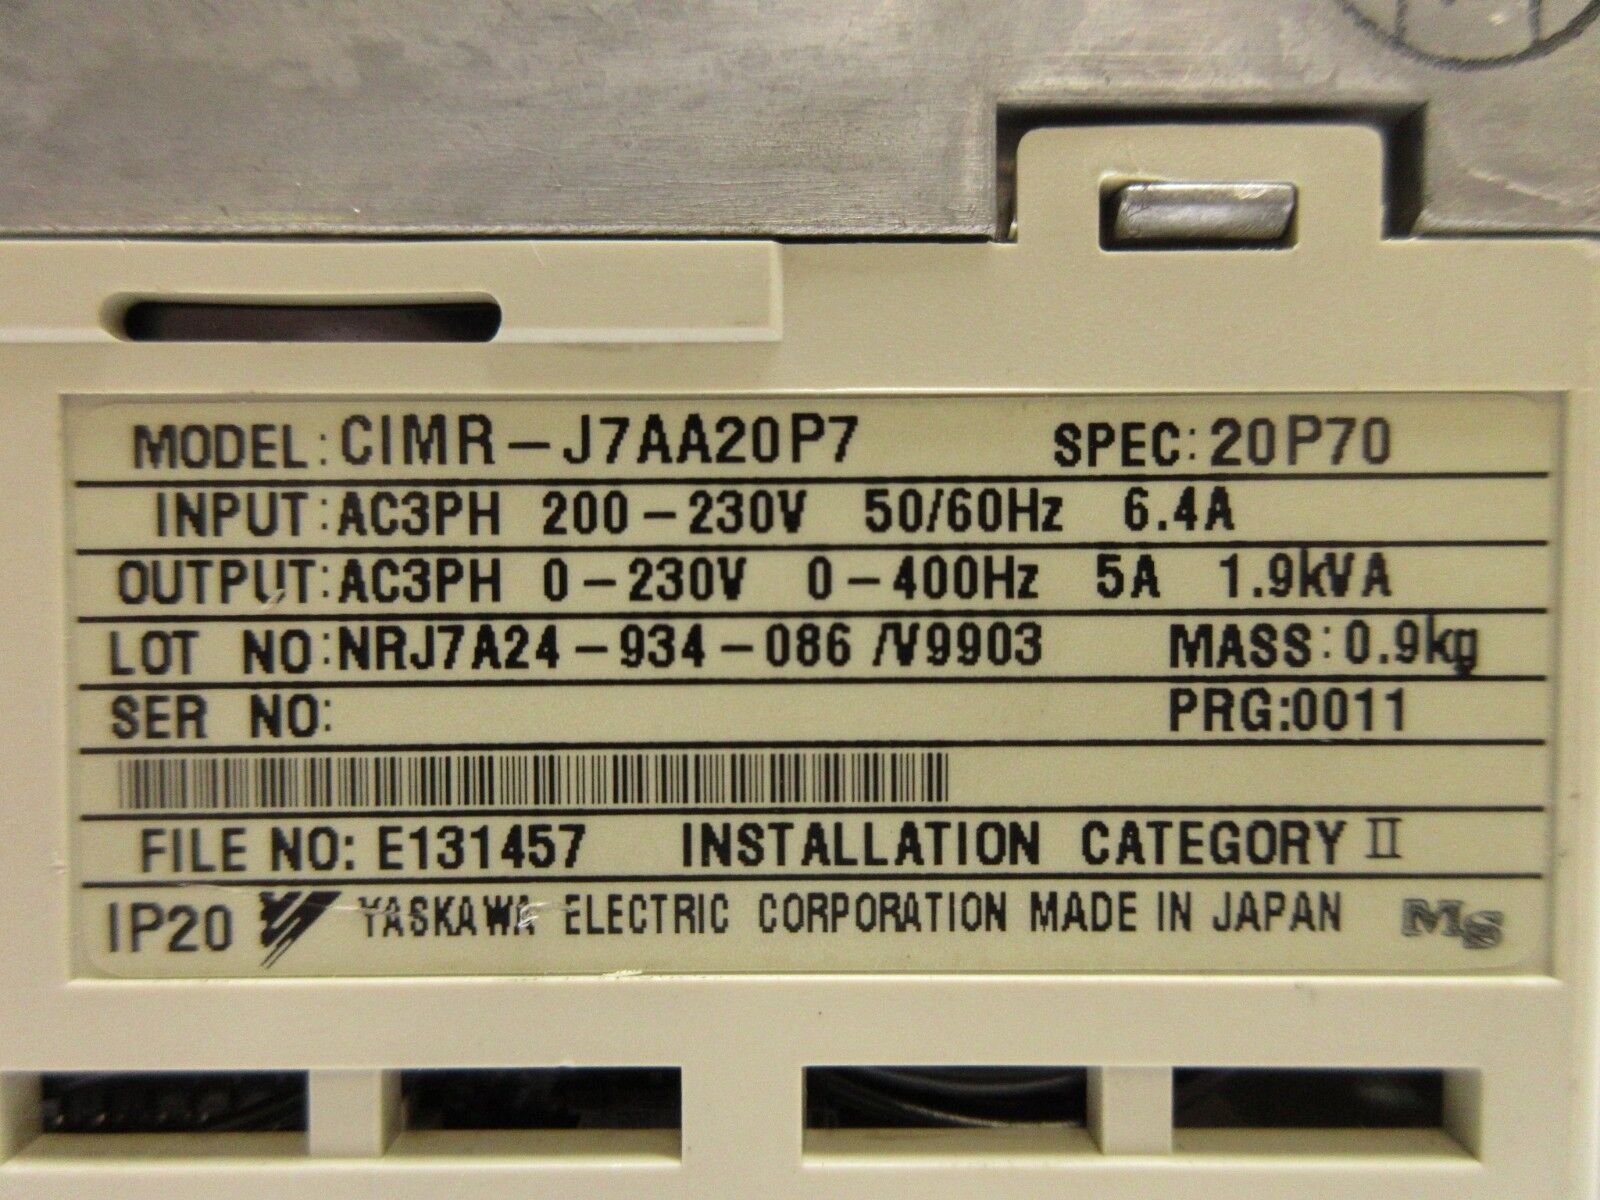 MODEL: CIMR-J7AA20P7 SPEC: 20P70
INPUT: AC3PH 200-230V 50/60Hz 6.4A
OUTPUT: AC3PH 0-230V 0-400Hz 5A 1.9kVA
LOT NO: NRJ7A24-934-086 /V9903 MASS: 0.9kg
SER NO: PRG:0011
FILE NO: E131457 INSTALLATION CATEGORY II
IP20 YASKAWA ELECTRIC CORPORATION MADE IN JAPAN MS